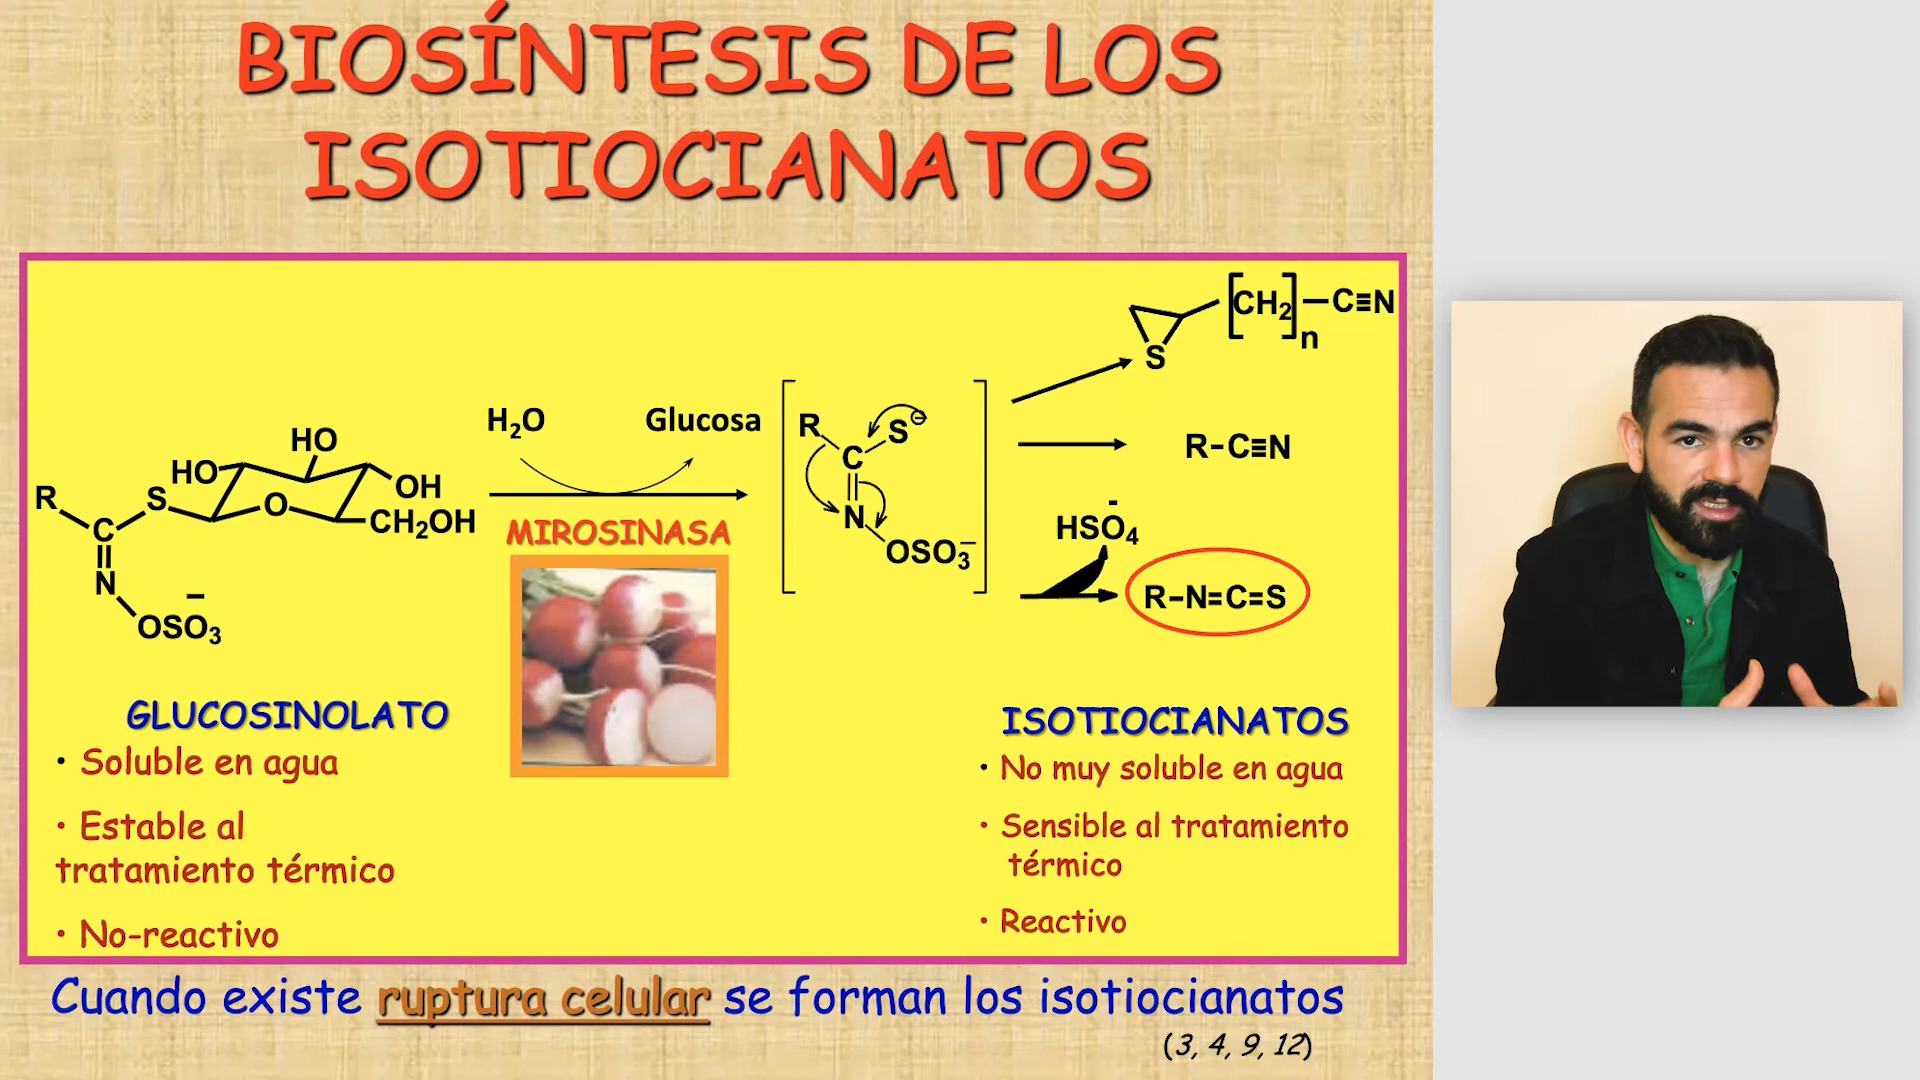 BIOSÍNTESIS DE LOS
ISOTIOCIANATOS
[CH2]n–C≡N
S
R
S
HO
HO
O
OH
CH2OH
C
N
OSO3−
H2O
Glucosa
MIROSINASA
R
S⊖
C
N
OSO3−
R–C≡N
HSO4-
R–N=C=S
GLUCOSINOLATO
· Soluble en agua
· Estable al
tratamiento térmico
· No-reactivo
ISOTIOCIANATOS
· No muy soluble en agua
· Sensible al tratamiento
térmico
· Reactivo
Cuando existe ruptura celular se forman los isotiocianatos
(3, 4, 9, 12)